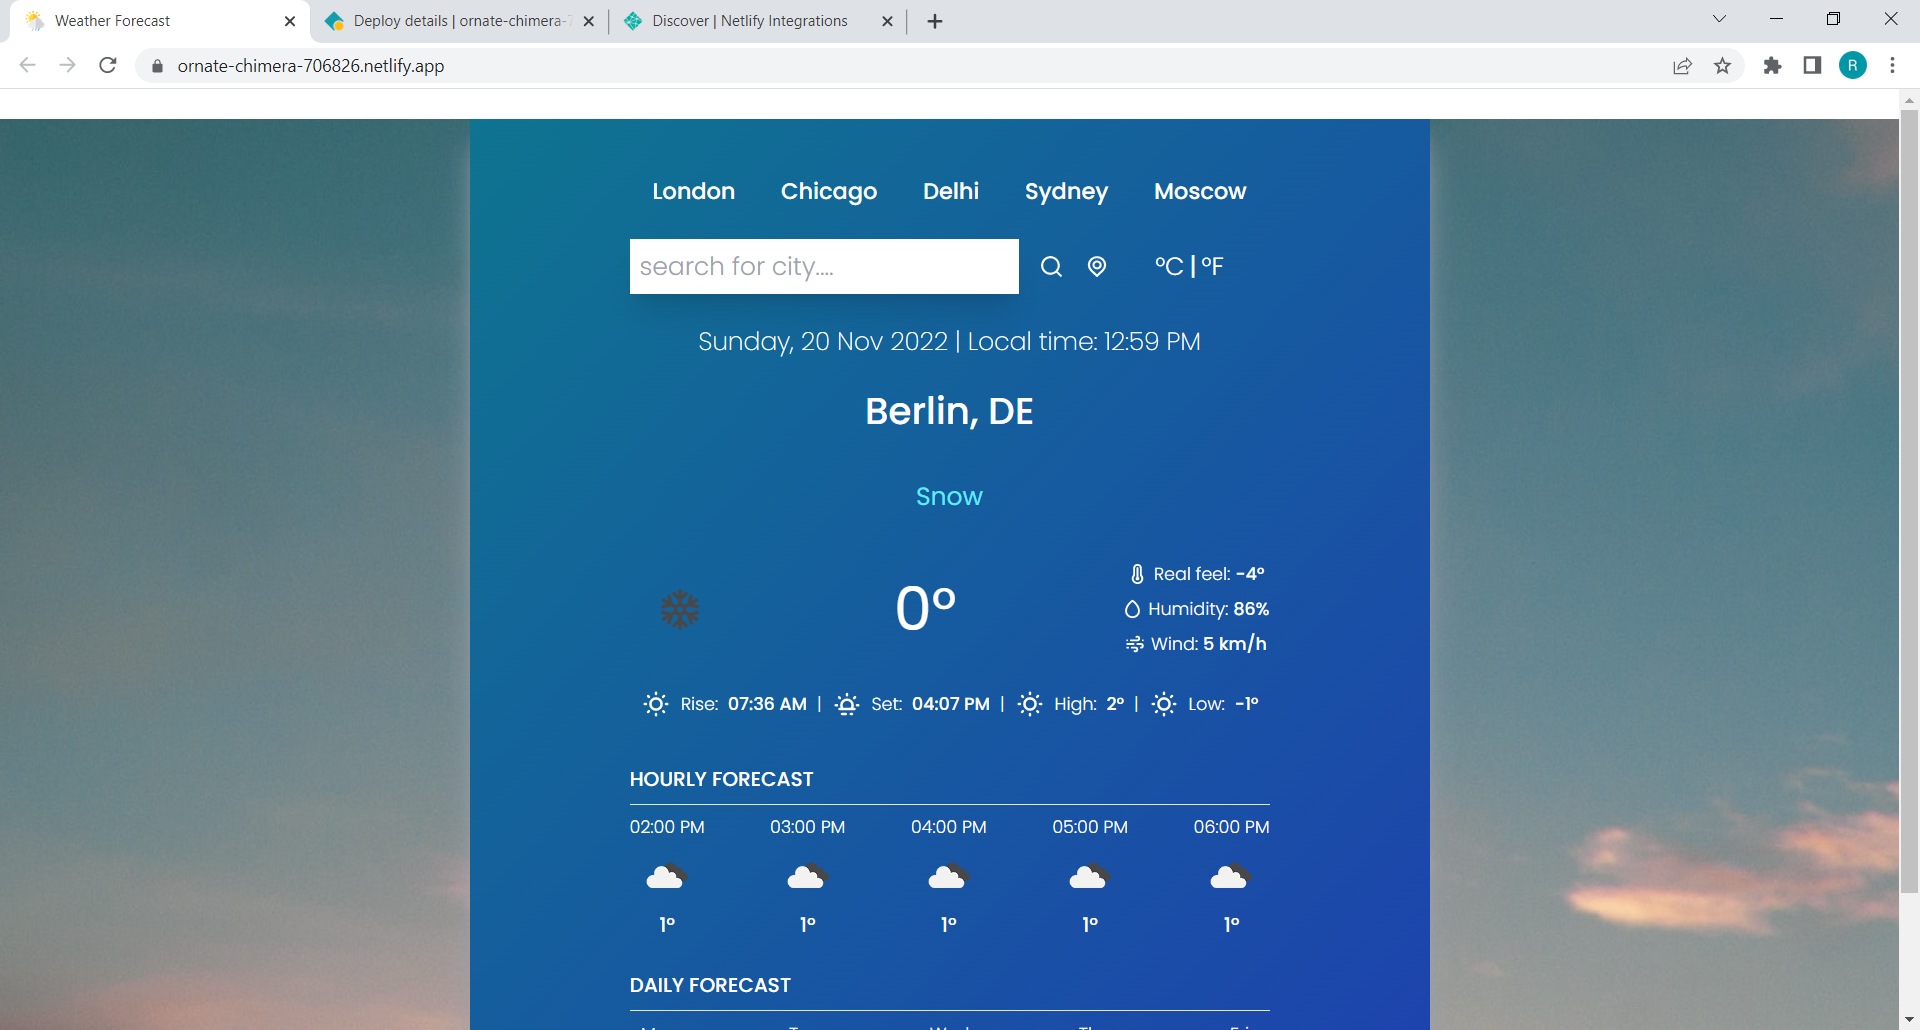 Weather Forecast
Deploy details | ornate-chimera-7
Discover | Netlify Integrations
ornate-chimera-706826.netlify.app
R
London Chicago Delhi Sydney Moscow
search for city....
°C | °F
Sunday, 20 Nov 2022 | Local time: 12:59 PM
Berlin, DE
Snow
0°
Real feel: -4°
Humidity: 86%
Wind: 5 km/h
Rise: 07:36 AM | Set: 04:07 PM | High: 2° | Low: -1°
HOURLY FORECAST
02:00 PM 03:00 PM 04:00 PM 05:00 PM 06:00 PM
1° 1° 1° 1° 1°
DAILY FORECAST